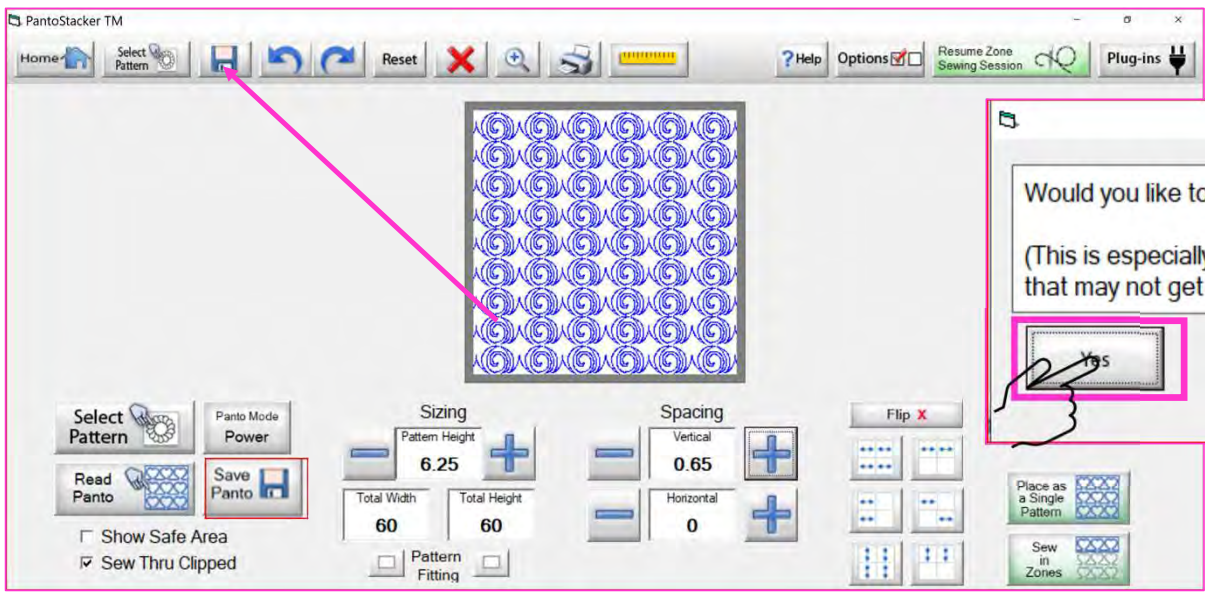 PantoStacker TM
Home
Select Pattern
Reset
?Help
Options
Resume Zone
Sewing Session
Plug-ins
Would you like to
(This is especially
that may not get
Yes
Select
Pattern
Panto Mode
Power
Read
Panto
Save
Panto
Show Safe Area
Sew Thru Clipped
Sizing
Pattern Height
6.25
Total Width
60
Total Height
60
Pattern
Fitting
Spacing
Vertical
0.65
Horizontal
0
Flip X
Place as
a Single
Pattern
Sew
in
Zones